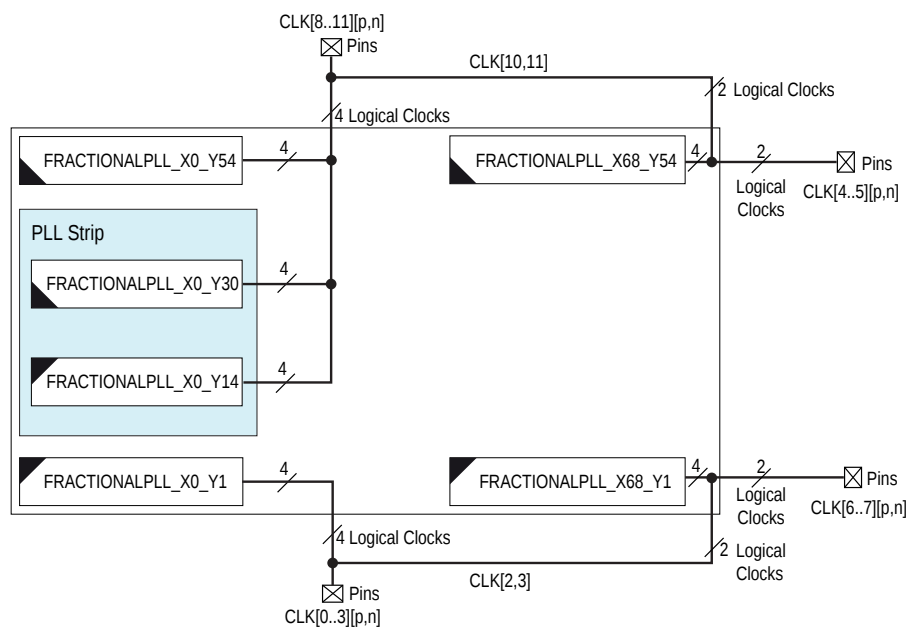 CLK[8..11][p,n]
Pins
CLK[10,11]
2 Logical Clocks
4 Logical Clocks
FRACTIONALPLL_X0_Y54
4
FRACTIONALPLL_X68_Y54
4
2
Pins
Logical
Clocks
CLK[4..5][p,n]
PLL Strip
FRACTIONALPLL_X0_Y30
4
FRACTIONALPLL_X0_Y14
4
FRACTIONALPLL_X0_Y1
4
FRACTIONALPLL_X68_Y1
4
2
Pins
Logical
Clocks
CLK[6..7][p,n]
4 Logical Clocks
2 Logical
Clocks
CLK[2,3]
Pins
CLK[0..3][p,n]